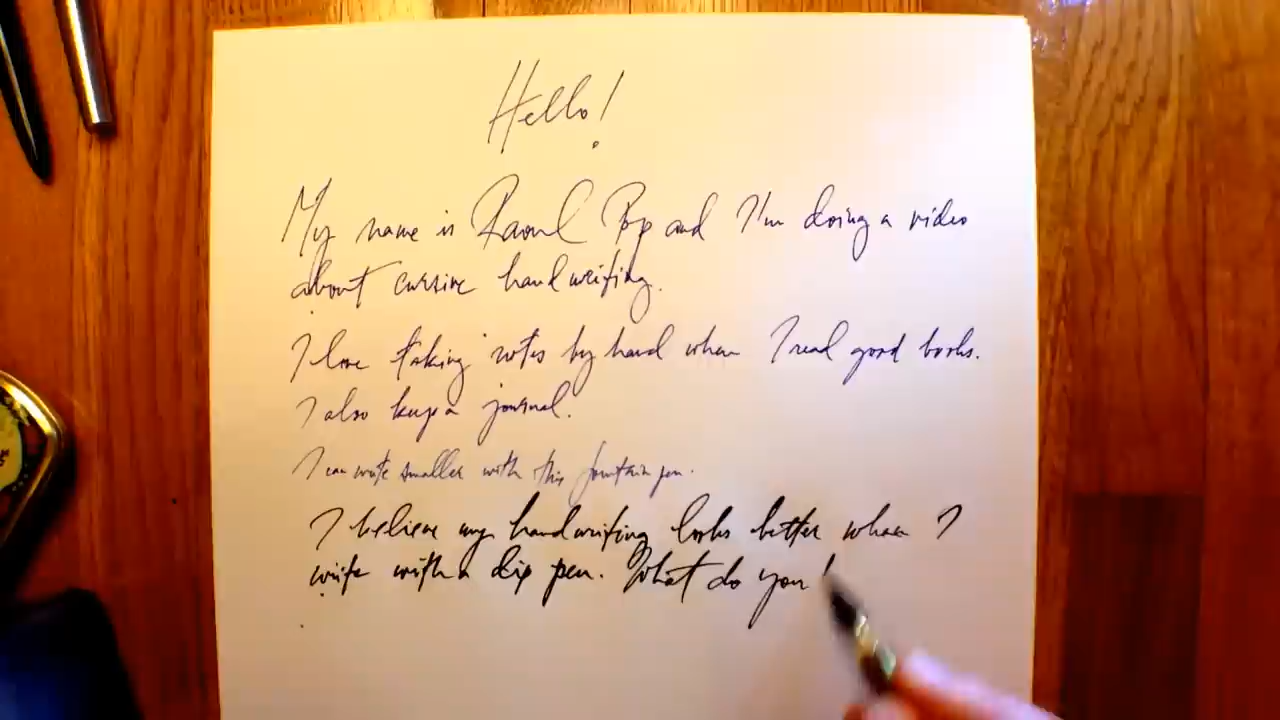 Hello!
My name is Raoul Pop and I'm doing a video
about cursive handwriting.
I love taking notes by hand when I read good books.
I also keep a journal.
I can write smaller with this fountain pen.
I believe my handwriting looks better when I
write with a dip pen. What do you